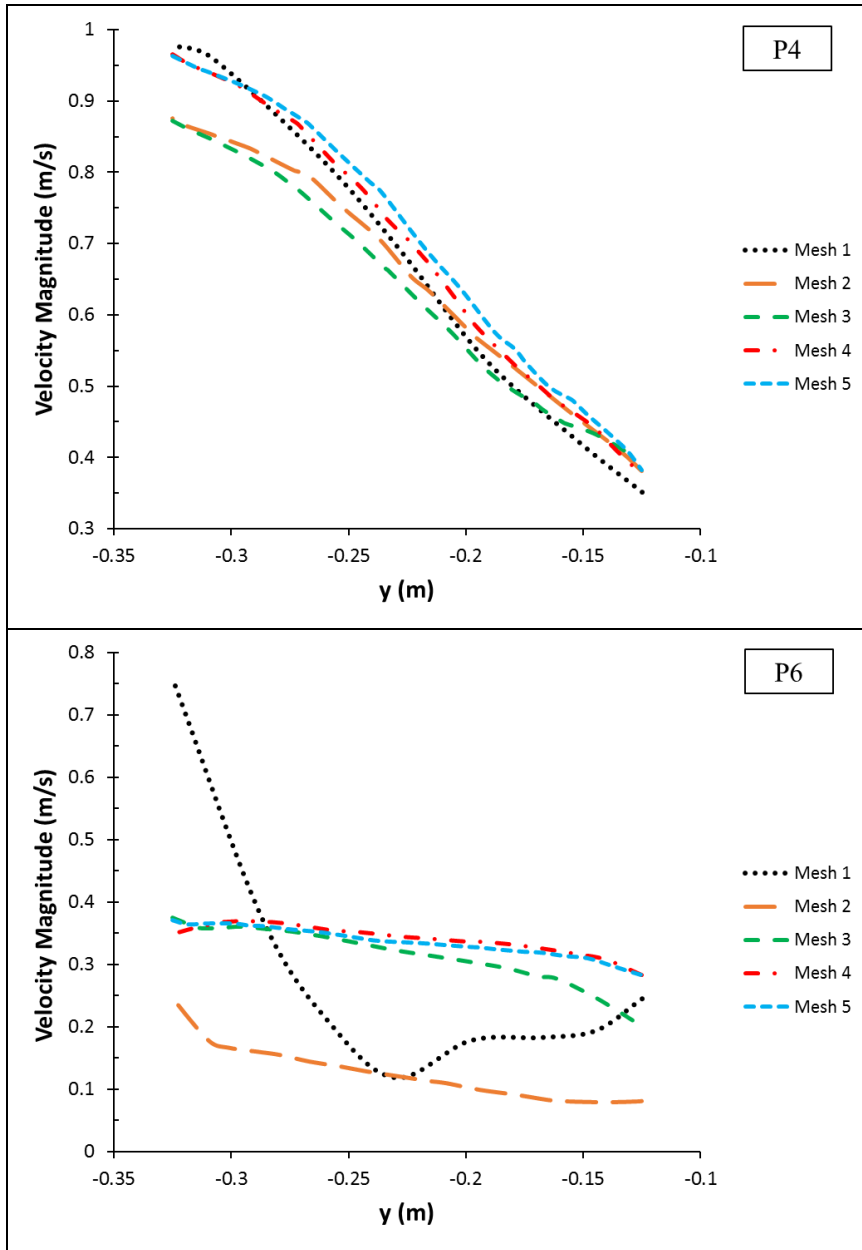 P4
Velocity Magnitude (m/s)
1
0.9
0.8
0.7
0.6
0.5
0.4
0.3
-0.35 -0.3 -0.25 -0.2 -0.15 -0.1
y (m)
Mesh 1
Mesh 2
Mesh 3
Mesh 4
Mesh 5
P6
Velocity Magnitude (m/s)
0.8
0.7
0.6
0.5
0.4
0.3
0.2
0.1
0
-0.35 -0.3 -0.25 -0.2 -0.15 -0.1
y (m)
Mesh 1
Mesh 2
Mesh 3
Mesh 4
Mesh 5